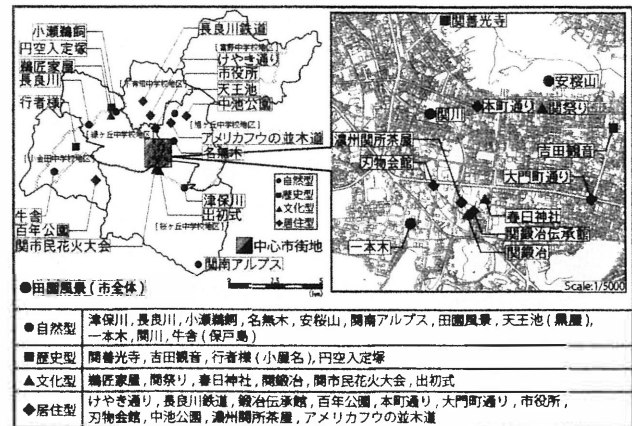 小瀬鵜飼
円空入定塚
鵜匠家屋
長良川
行者様
長良川鉄道
けやき通り
市役所
天王池
中池公園
アメリカフウの並木道
名無木
津保川
出初式
牛舎
百年公園
関市民花火大会
関南アルプス
●田園風景(市全体)
●自然型
■歴史型
▲文化型
◆居住型
中心市街地
関善光寺
安桜山
関川
本町通り
関祭り
濃州関所茶屋
刃物会館
吉田観音
大門町通り
春日神社
関鍛冶伝承館
関鍛冶
一本木
Scale:1/5000
●自然型 津保川,長良川,小瀬鵜飼,名無木,安桜山,関南アルプス,田園風景,天王池(黒屋),
一本木,関川,牛舎(保戸島)
■歴史型 関善光寺,吉田観音,行者様(小屋名),円空入定塚
▲文化型 鵜匠家屋,関祭り,春日神社,関鍛冶,関市民花火大会,出初式
◆居住型 けやき通り,長良川鉄道,鍛冶伝承館,百年公園,本町通り,大門町通り,市役所,
刃物会館,中池公園,濃州関所茶屋,アメリカフウの並木道